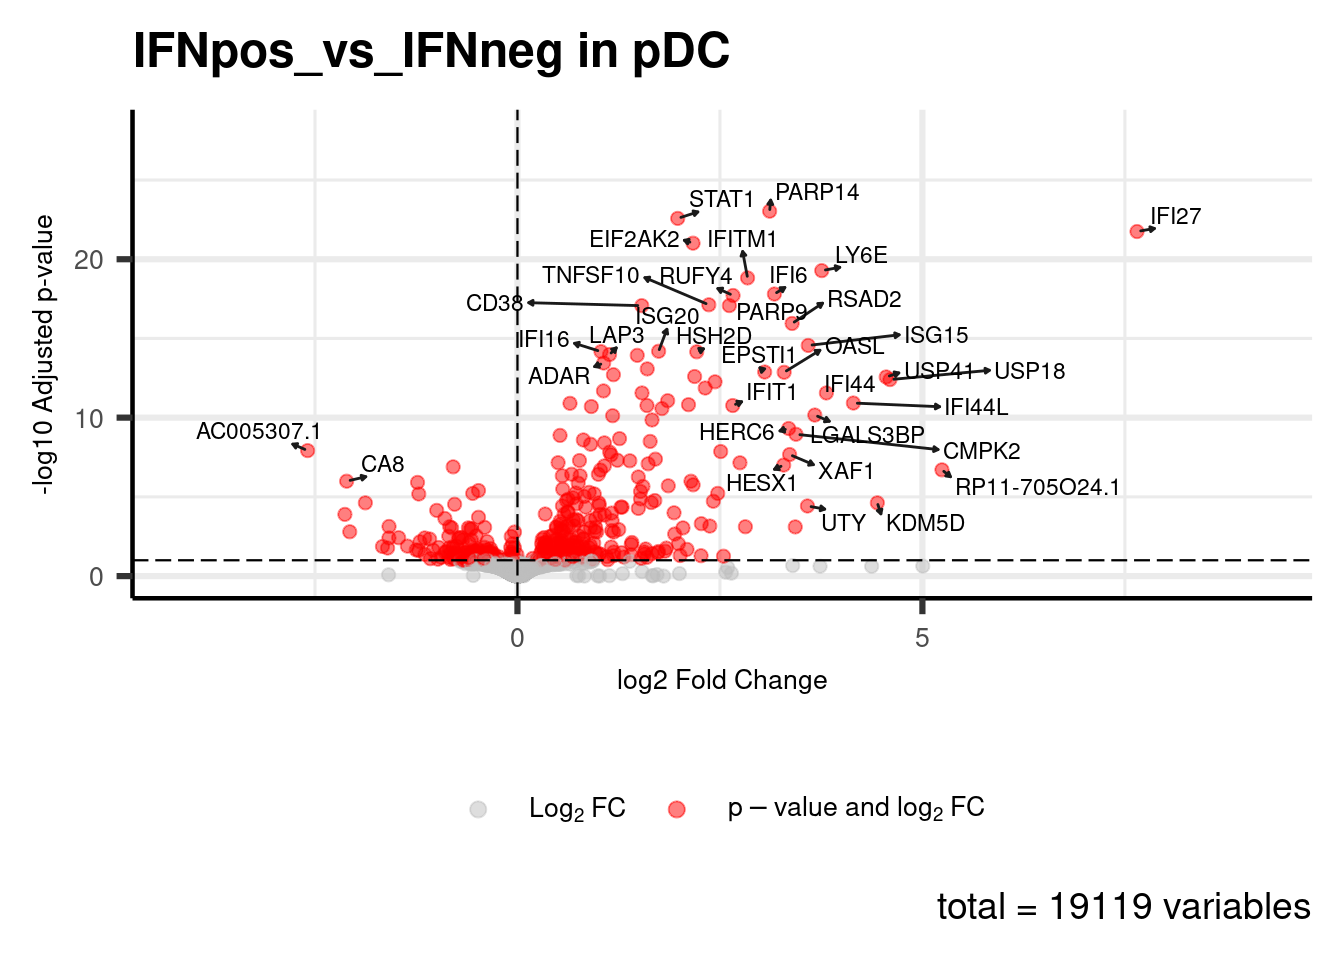 IFNpos_vs_IFNneg in pDC
-log10 Adjusted p-value
20
10
0
STAT1
PARP14
IFI27
EIF2AK2
IFITM1
LY6E
TNFSF10
RUFY4
IFI6
CD38
PARP9
RSAD2
ISG20
IFI16
LAP3
HSH2D
ISG15
EPSTI1
OASL
ADAR
USP41
USP18
IFIT1
IFI44
IFI44L
HERC6
LGALS3BP
AC005307.1
CMPK2
CA8
XAF1
HESX1
RP11-705O24.1
UTY
KDM5D
0
5
log2 Fold Change
Log₂ FC
p − value and log₂ FC
total = 19119 variables